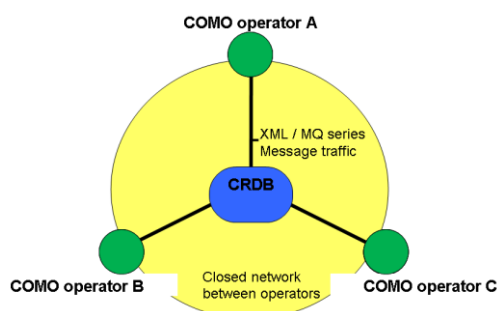 COMO operator A
XML / MQ series
Message traffic
CRDB
COMO operator B
Closed network
between operators
COMO operator C